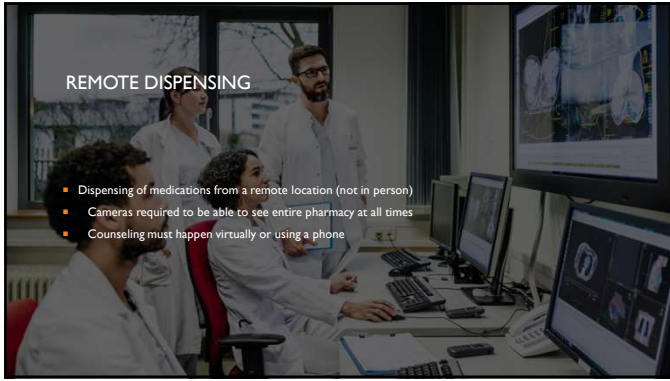 REMOTE DISPENSING
▪ Dispensing of medications from a remote location (not in person)
▪ Cameras required to be able to see entire pharmacy at all times
▪ Counseling must happen virtually or using a phone